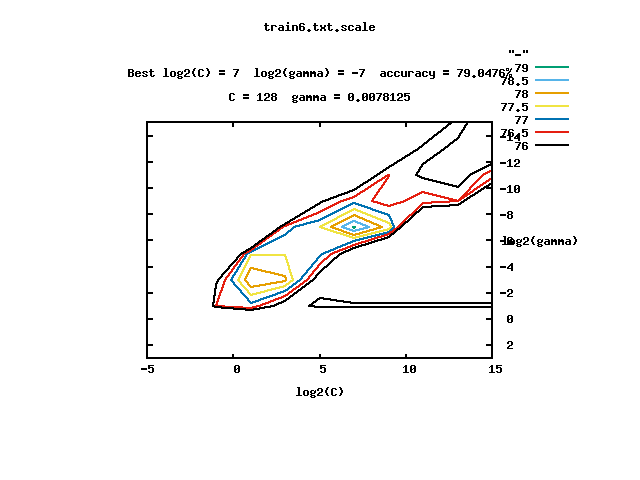 train6.txt.scale
"-"
Best log2(C) = 7  log2(gamma) = -7  accuracy = 79.0476%
79
78.5
C = 128  gamma = 0.0078125
78
77.5
77
76.5
76
-14
-12
-10
-8
-6
log2(gamma)
-4
-2
0
2
-5 0 5 10 15
log2(C)